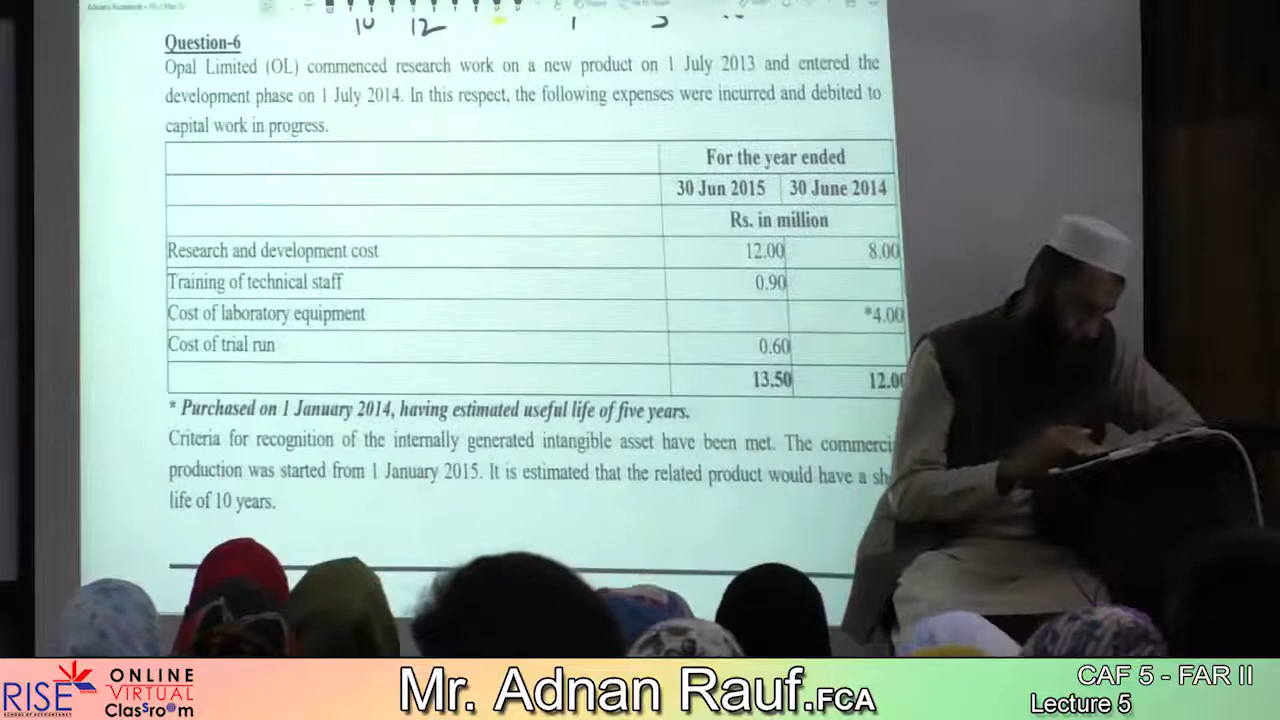 10 12 1
Question-6
Opal Limited (OL) commenced research work on a new product on 1 July 2013 and entered the
development phase on 1 July 2014. In this respect, the following expenses were incurred and debited to
capital work in progress.
For the year ended
30 Jun 2015 30 June 2014
Rs. in million
Research and development cost 12.00 8.00
Training of technical staff 0.90
Cost of laboratory equipment *4.00
Cost of trial run 0.60
13.50 12.00
* Purchased on 1 January 2014, having estimated useful life of five years.
Criteria for recognition of the internally generated intangible asset have been met. The commerci
production was started from 1 January 2015. It is estimated that the related product would have a sh
life of 10 years.
RISE
SCHOOL OF ACCOUNTANCY
ONLINE
VIRTUAL
Classroom
Mr. Adnan Rauf.FCA
CAF 5 - FAR II
Lecture 5